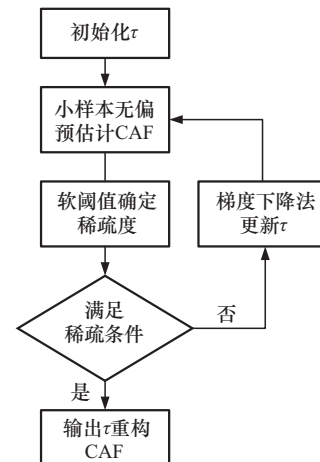 初始化τ
小样本无偏
预估计CAF
软阈值确定
稀疏度
梯度下降法
更新τ
满足
稀疏条件
否
是
输出τ重构
CAF